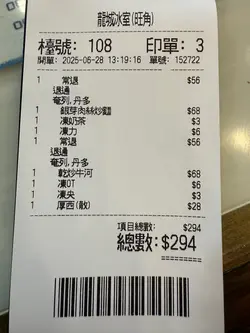 龍城冰室(旺角)
檯號: 108 印單: 3
開單: 2025-06-28 13:19:16 單號: 152722
1 常退 $56
退過
奄列,丹多
1 銀芽肉絲炒麵 $68
1 凍奶茶 $3
1 凍力 $6
1 常退 $56
退過
奄列,丹多
1 乾炒牛河 $68
1 凍OT $6
1 凍央 $3
1 厚西(散) $28
項目總數: $294
總數: $294